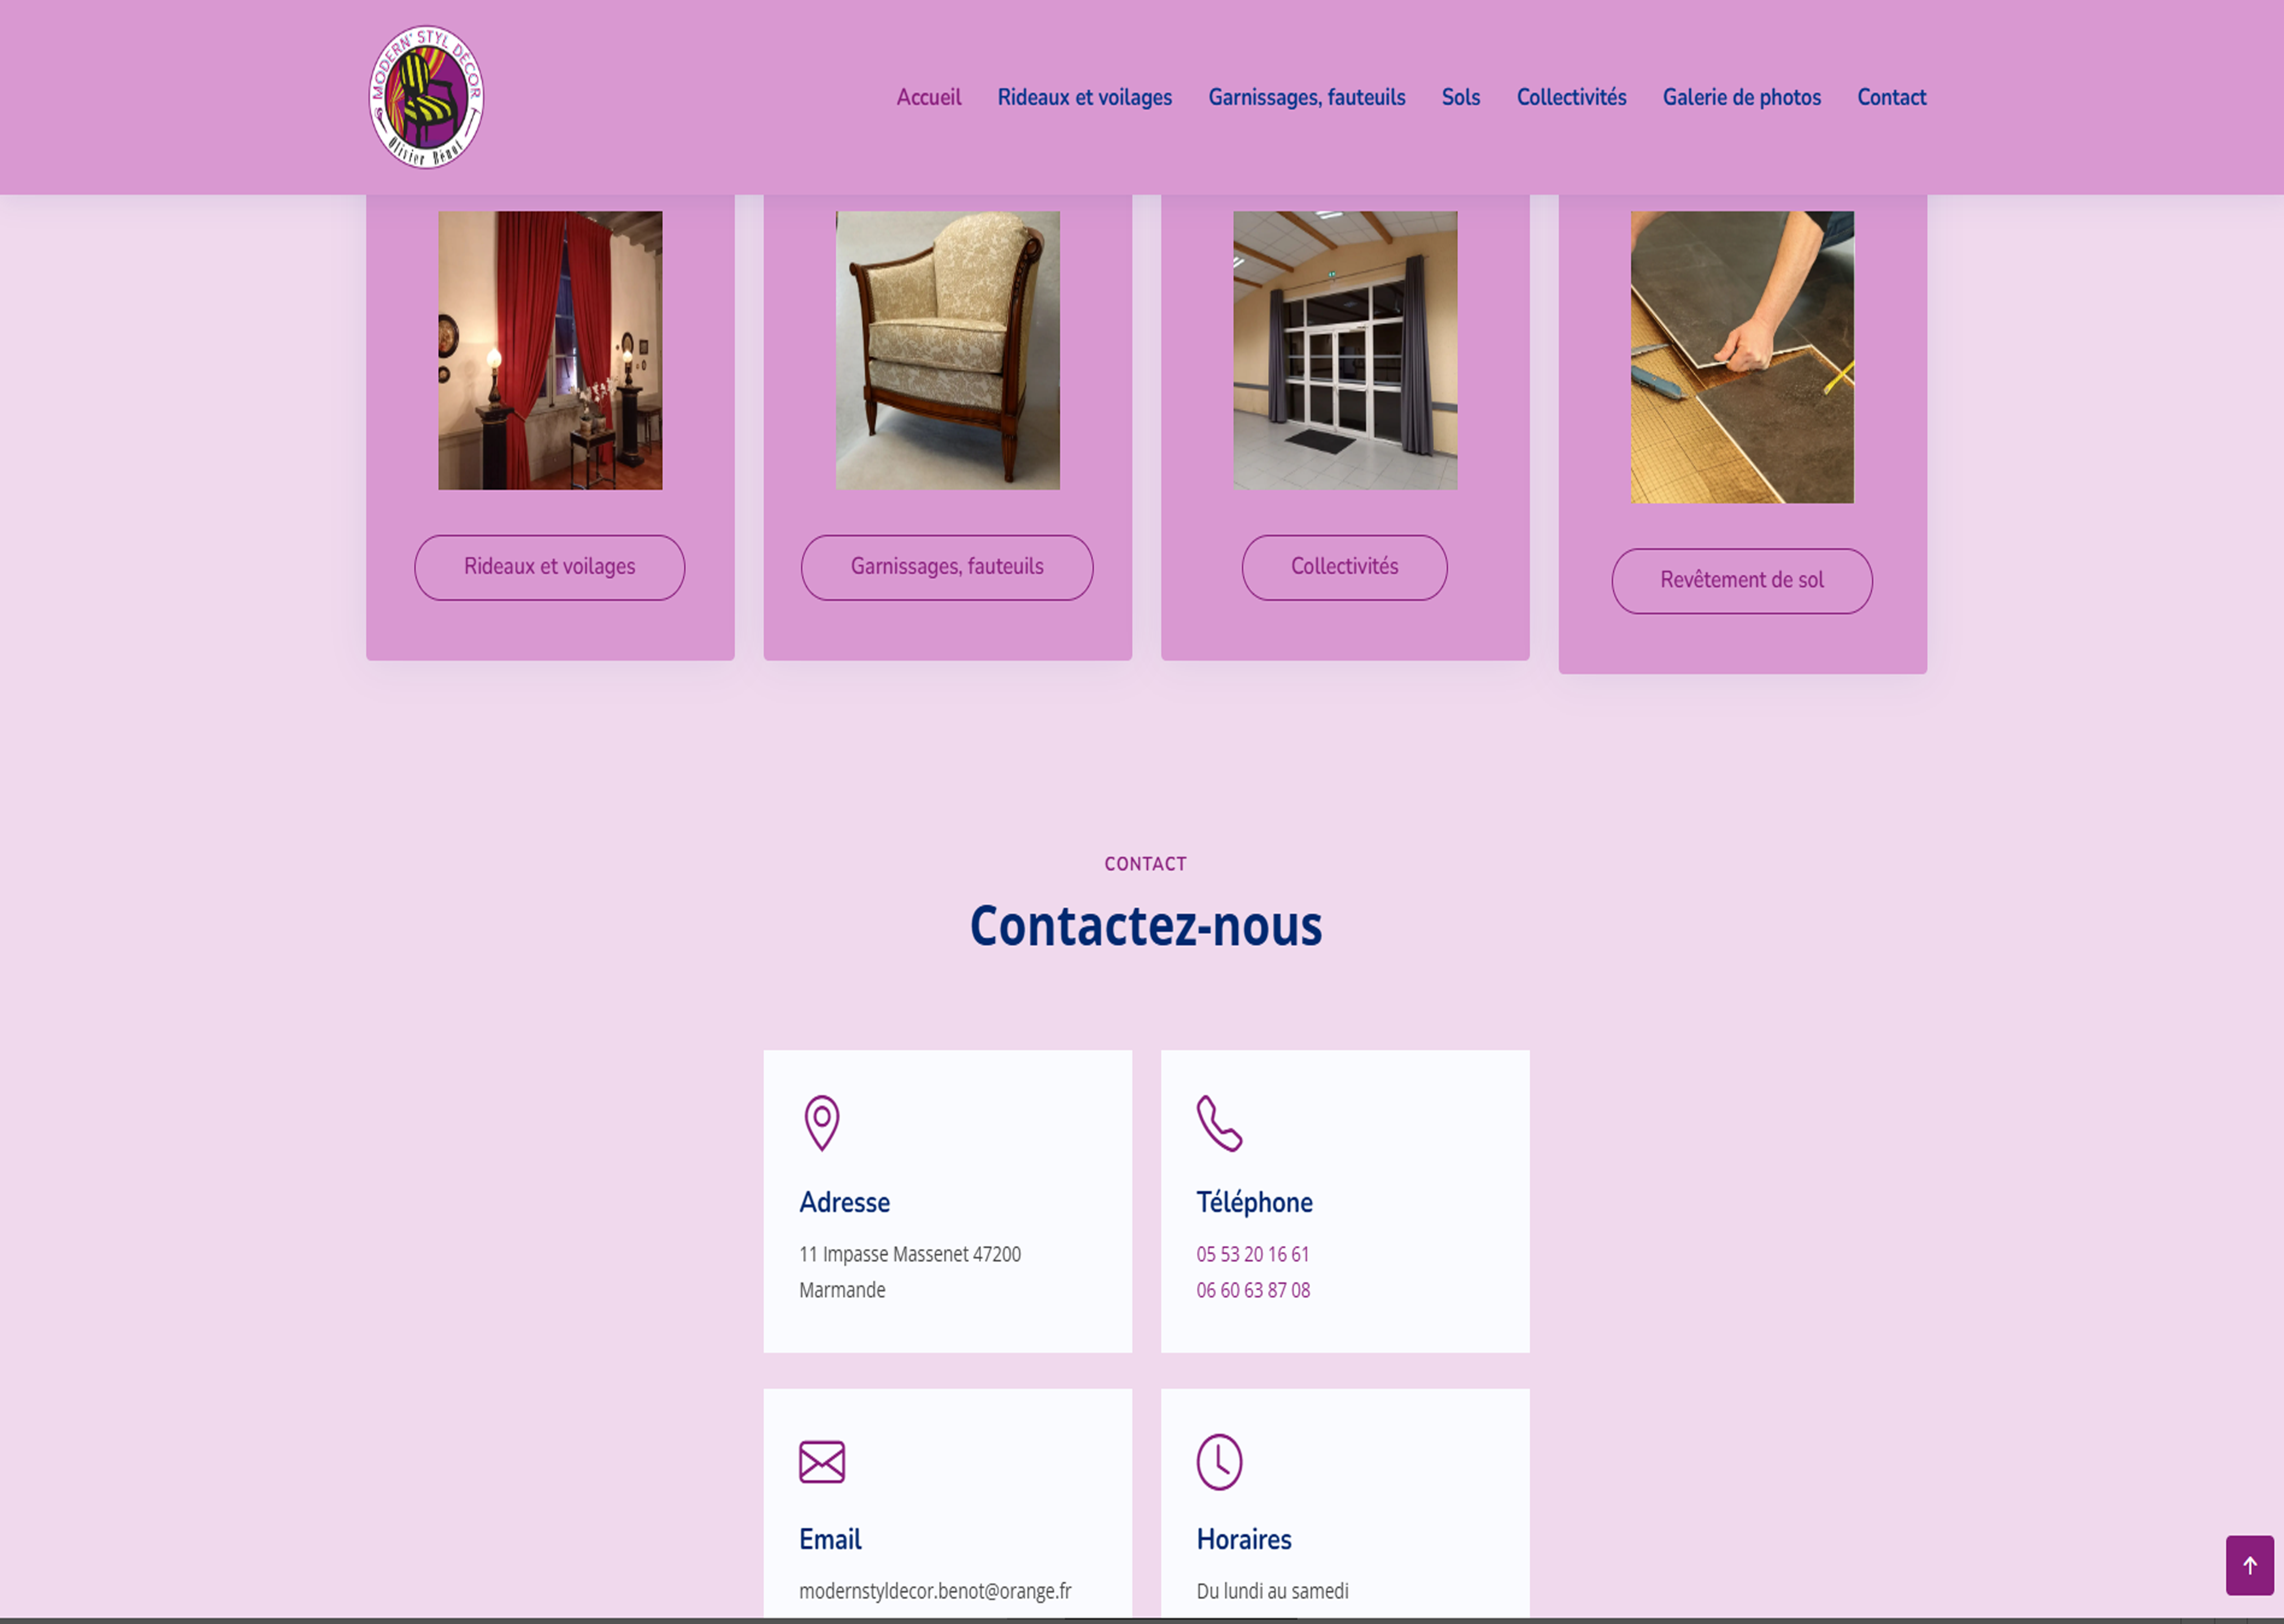 MODERN' STYL DÉCOR
Olivier Bénot
Accueil Rideaux et voilages Garnissages, fauteuils Sols Collectivités Galerie de photos Contact
Rideaux et voilages Garnissages, fauteuils Collectivités Revêtement de sol
CONTACT
Contactez-nous
Adresse
11 Impasse Massenet 47200
Marmande
Téléphone
05 53 20 16 61
06 60 63 87 08
Email
modernstyldecor.benot@orange.fr
Horaires
Du lundi au samedi